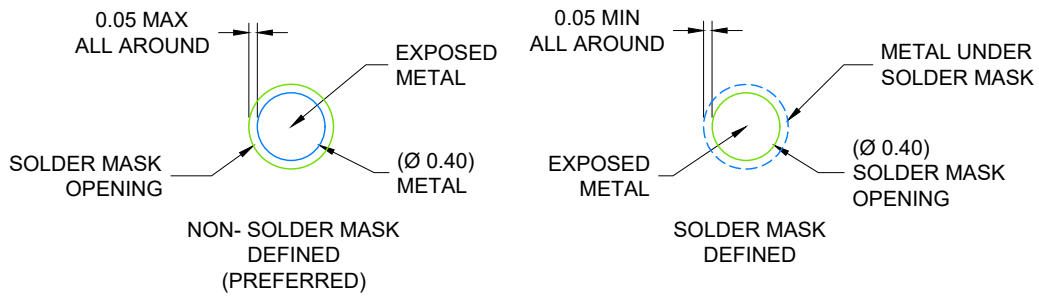 0.05 MAX
ALL AROUND
EXPOSED
METAL
SOLDER MASK
OPENING
(Ø 0.40)
METAL
NON- SOLDER MASK
DEFINED
(PREFERRED)
0.05 MIN
ALL AROUND
METAL UNDER
SOLDER MASK
EXPOSED
METAL
(Ø 0.40)
SOLDER MASK
OPENING
SOLDER MASK
DEFINED